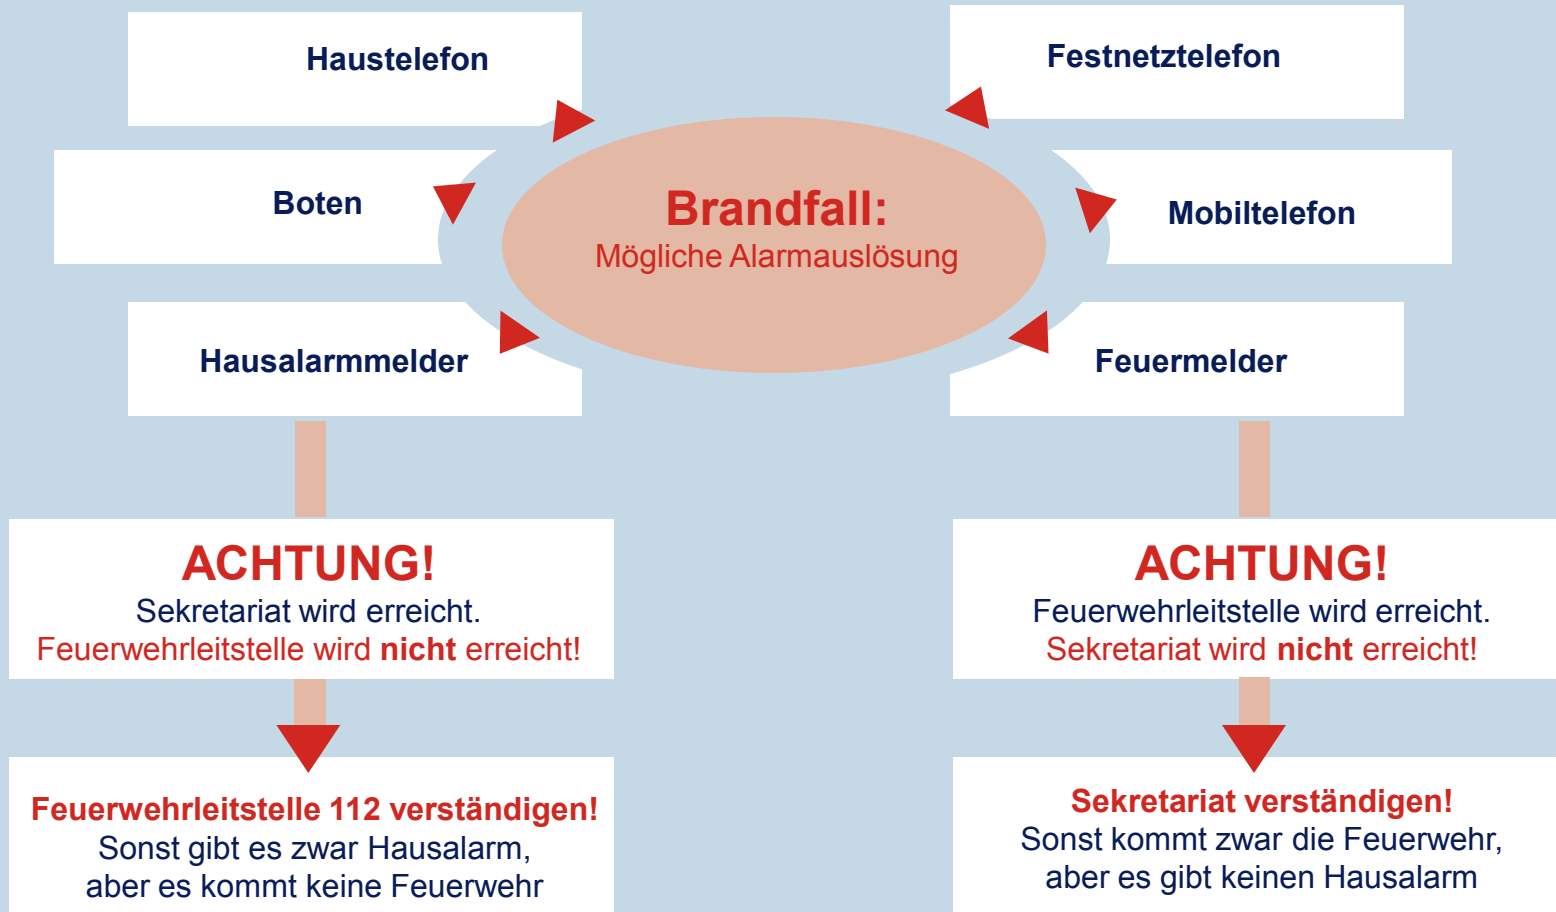 Haustelefon
Festnetztelefon
Boten
Brandfall:
Mögliche Alarmauslösung
Mobiltelefon
Hausalarmmelder
Feuermelder
ACHTUNG!
Sekretariat wird erreicht.
Feuerwehrleitstelle wird nicht erreicht!
ACHTUNG!
Feuerwehrleitstelle wird erreicht.
Sekretariat wird nicht erreicht!
Feuerwehrleitstelle 112 verständigen!
Sonst gibt es zwar Hausalarm,
aber es kommt keine Feuerwehr
Sekretariat verständigen!
Sonst kommt zwar die Feuerwehr,
aber es gibt keinen Hausalarm